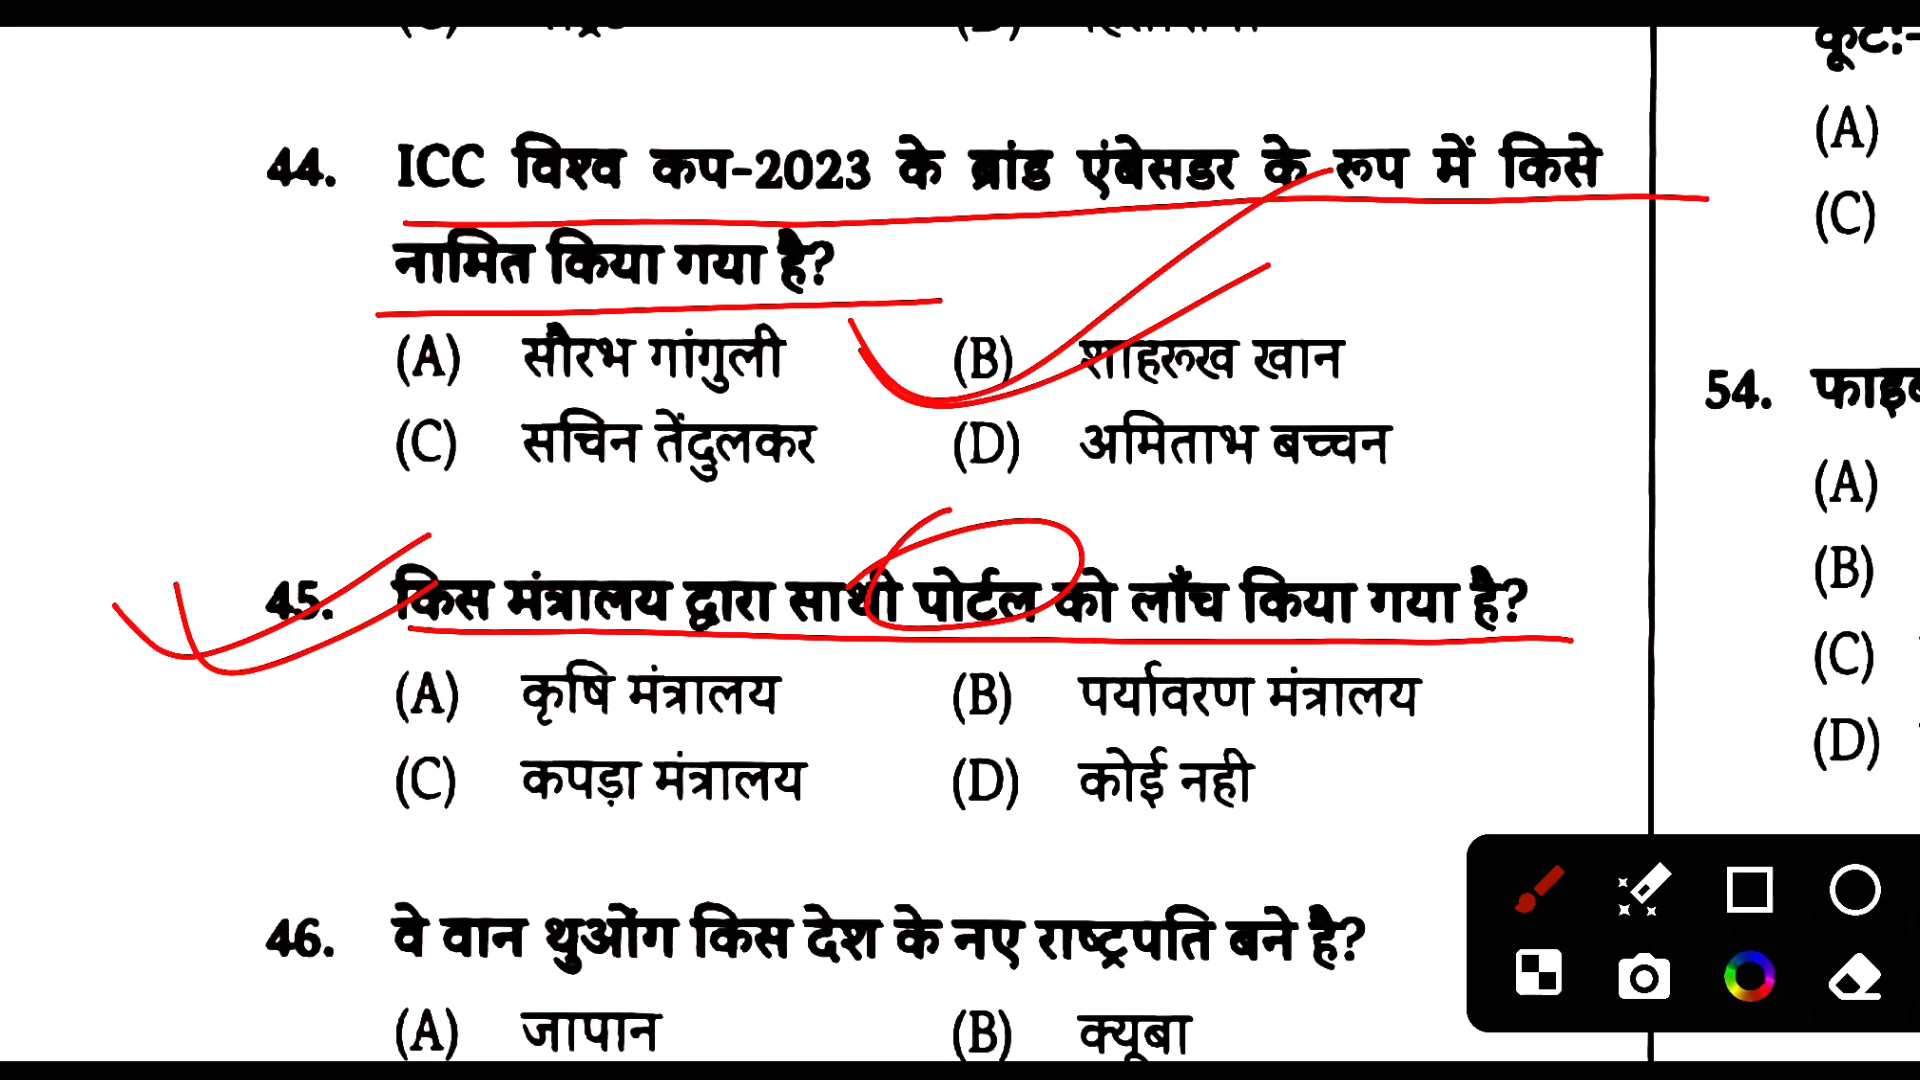 44. ICC विश्व कप-2023 के ब्रांड एंबेसडर के रूप में किसे
नामित किया गया है?
(A) सौरभ गांगुली (B) शाहरूख खान
(C) सचिन तेंदुलकर (D) अमिताभ बच्चन
45. किस मंत्रालय द्वारा साथी पोर्टल को लाँच किया गया है?
(A) कृषि मंत्रालय (B) पर्यावरण मंत्रालय
(C) कपड़ा मंत्रालय (D) कोई नही
46. वे वान थुओंग किस देश के नए राष्ट्रपति बने है?
(A) जापान (B) क्यूबा
कूटः-
(A)
(C)
54.
(A)
(B)
(C)
(D)